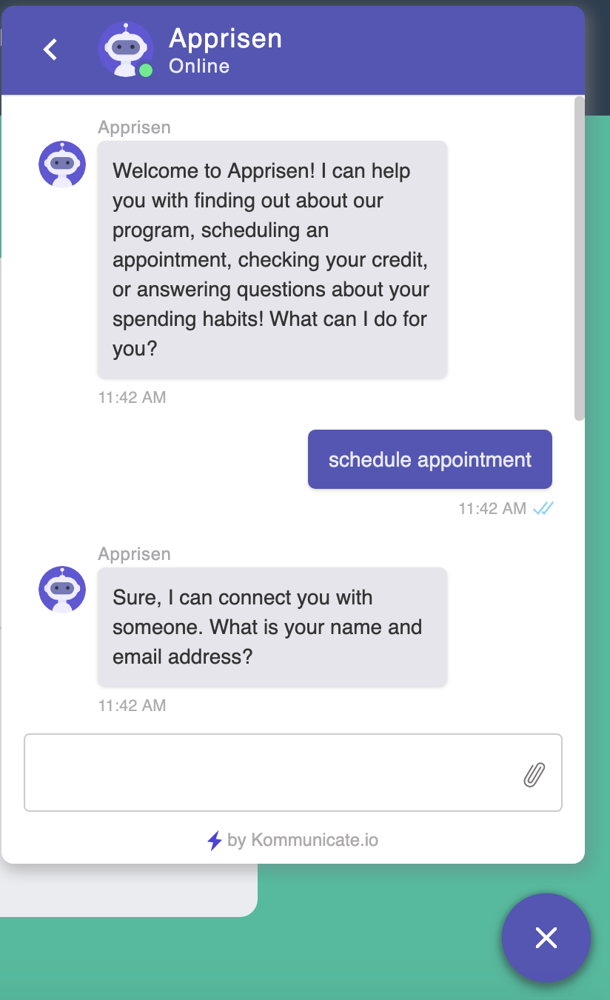 Apprisen
Online
Apprisen
Welcome to Apprisen! I can help
you with finding out about our
program, scheduling an
appointment, checking your credit,
or answering questions about your
spending habits! What can I do for
you?
11:42 AM
schedule appointment
11:42 AM
Apprisen
Sure, I can connect you with
someone. What is your name and
email address?
11:42 AM
by Kommunicate.io